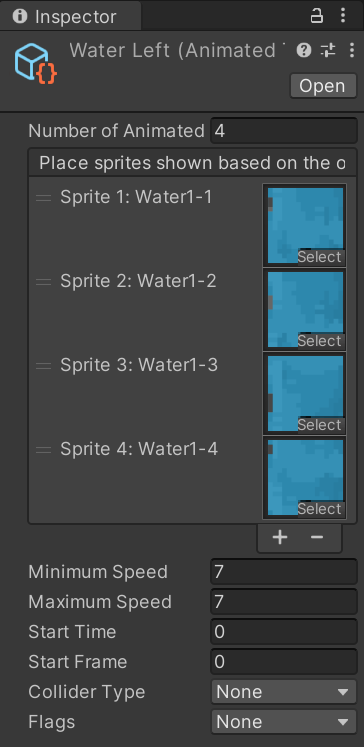 Inspector
Water Left (Animated
Open
Number of Animated 4
Place sprites shown based on the o
Sprite 1: Water1-1
Select
Sprite 2: Water1-2
Select
Sprite 3: Water1-3
Select
Sprite 4: Water1-4
Select
Minimum Speed 7
Maximum Speed 7
Start Time 0
Start Frame 0
Collider Type None
Flags None